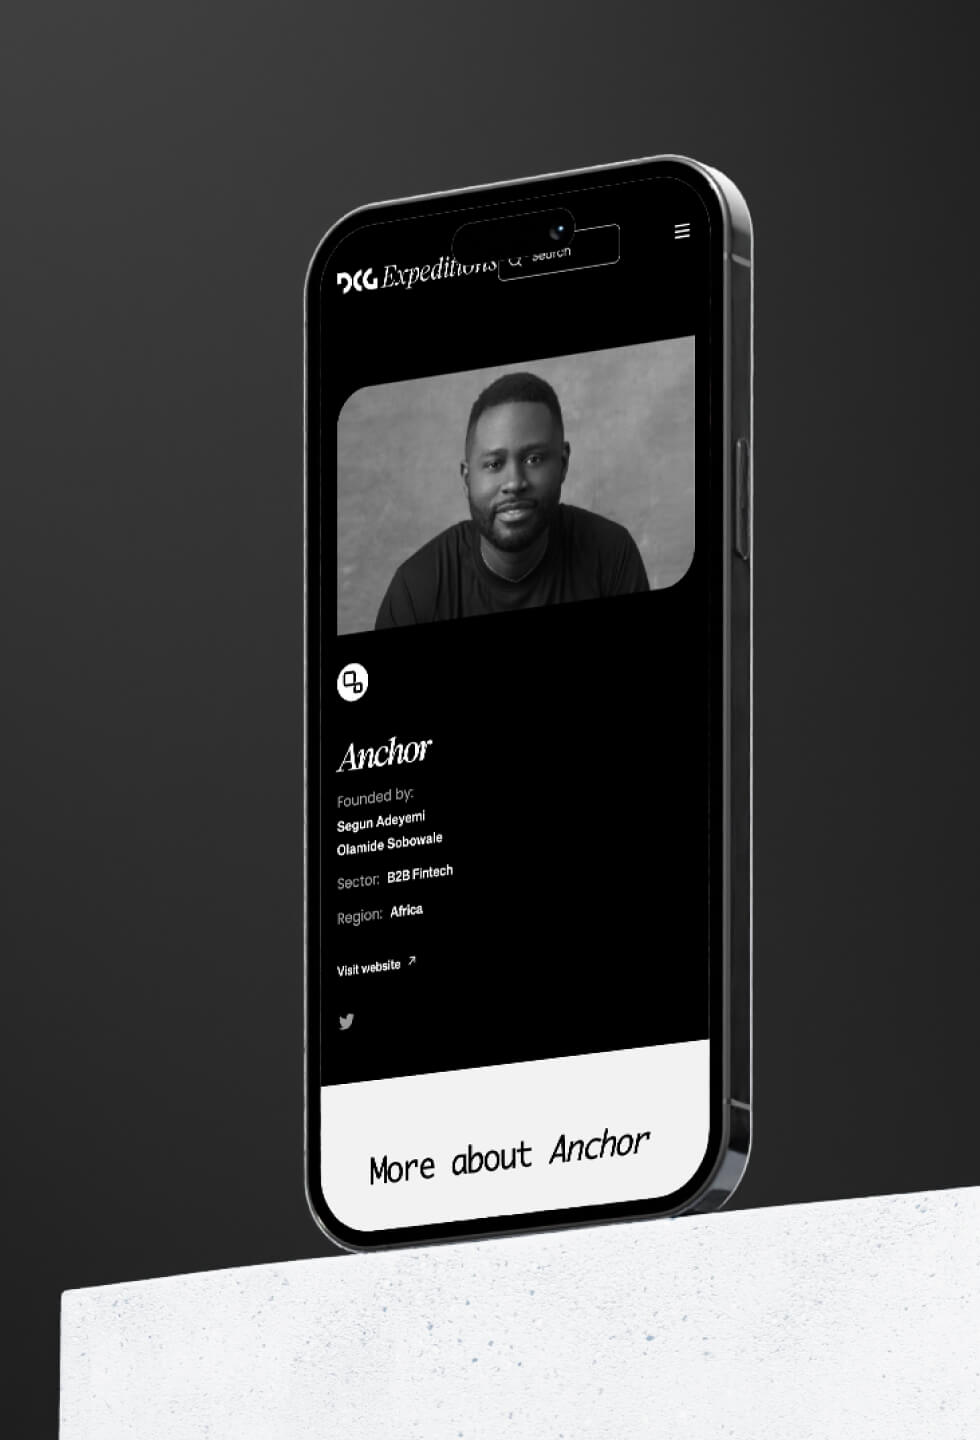 DCG Expeditions
Search
Anchor
Founded by:
Segun Adeyemi
Olamide Sobowale
Sector: B2B Fintech
Region: Africa
Visit website ↗
More about Anchor